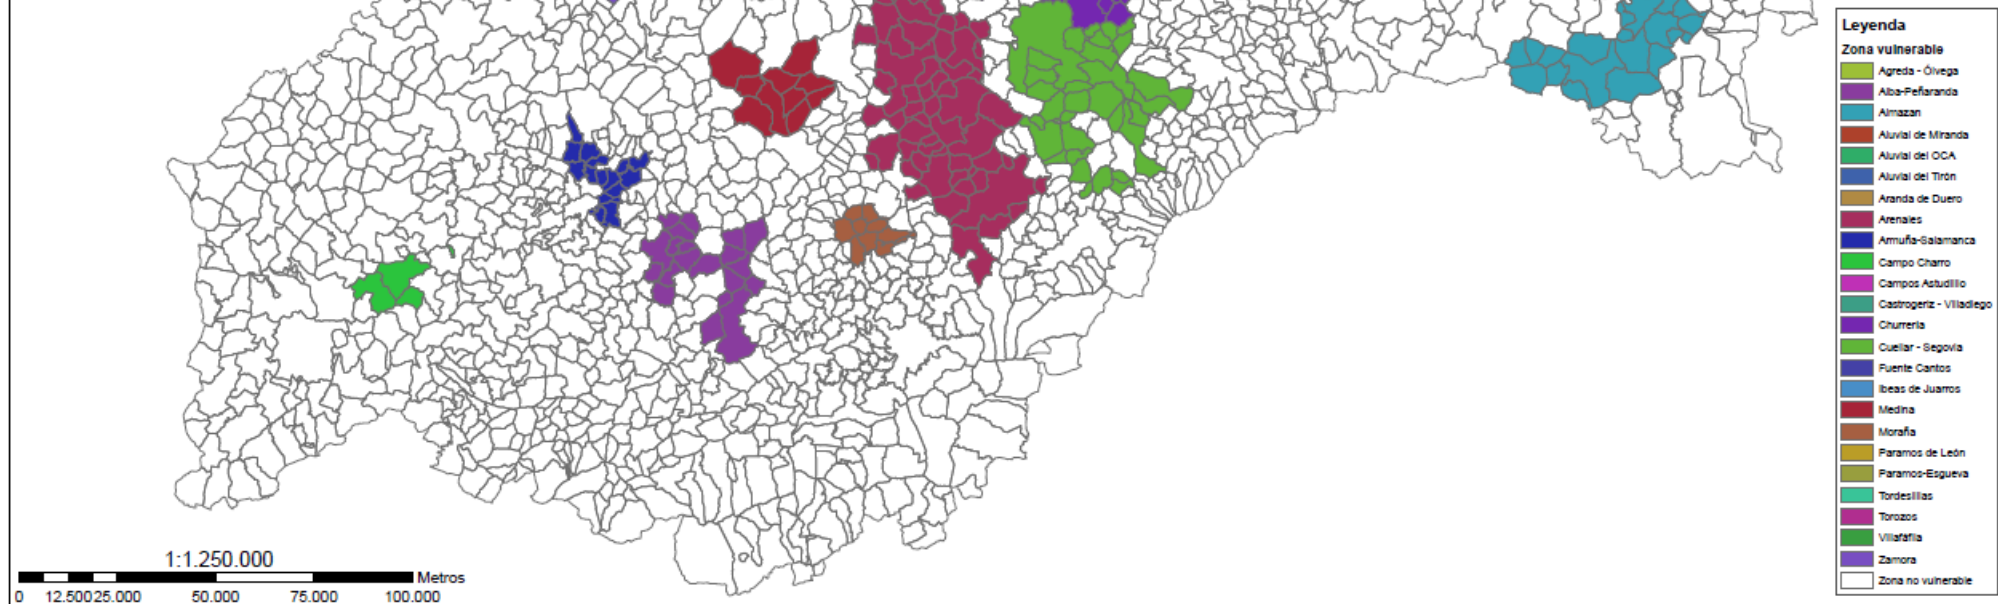 Leyenda
Zona vulnerable
Agreda - Ólvega
Alba-Peñaranda
Almazan
Aluvial de Miranda
Aluvial del OCA
Aluvial del Tirón
Aranda de Duero
Arenales
Armuña-Salamanca
Campo Charro
Campos Astudillo
Castrogeriz - Villadiego
Churreria
Cuellar - Segovia
Fuente Cantos
Ibeas de Juarros
Medina
Moraña
Paramos de León
Paramos-Esgueva
Tordesillas
Torozos
Villafáfila
Zamora
Zona no vulnerable
1:1.250.000
Metros
0 12.500 25.000 50.000 75.000 100.000